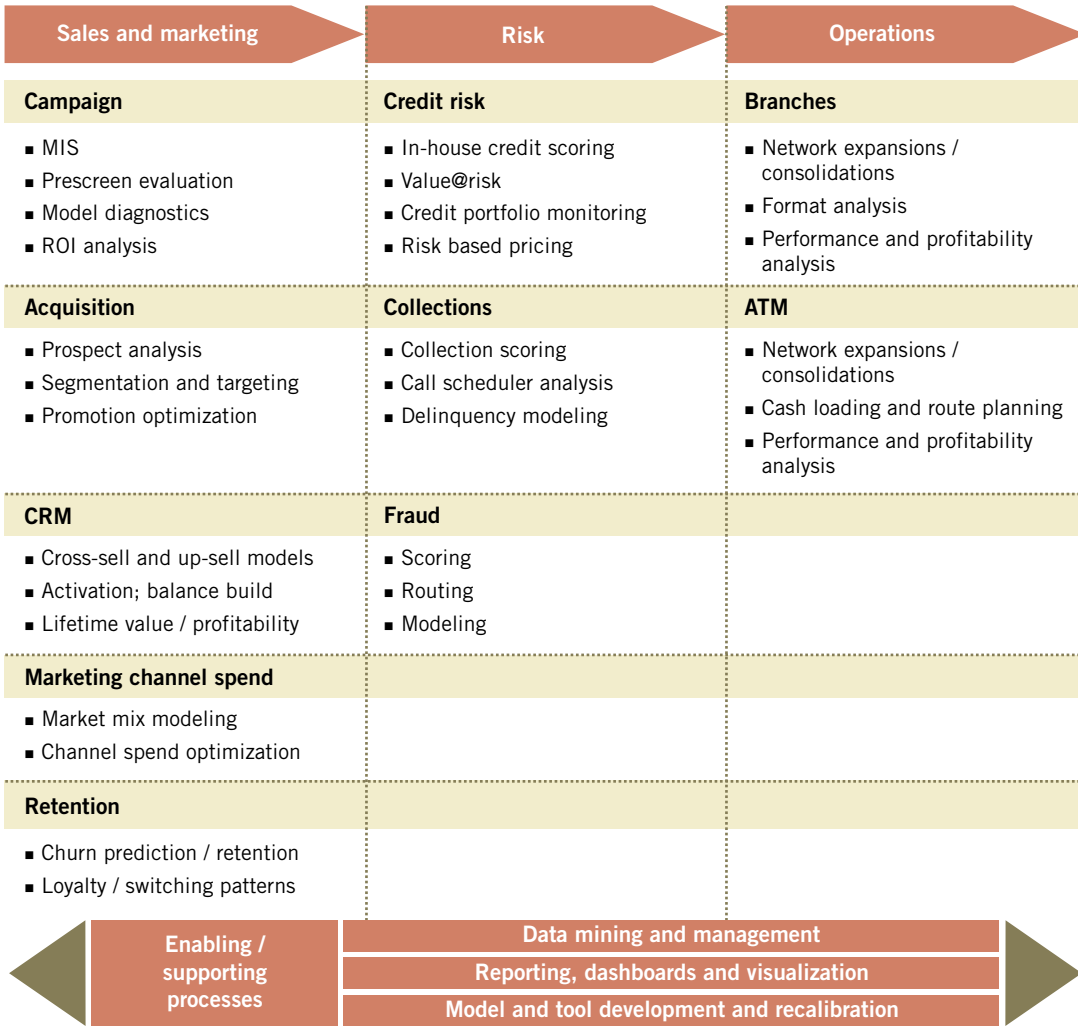 Sales and marketing
Risk
Operations
Campaign
■ MIS
■ Prescreen evaluation
■ Model diagnostics
■ ROI analysis
Credit risk
■ In-house credit scoring
■ Value@risk
■ Credit portfolio monitoring
■ Risk based pricing
Branches
■ Network expansions /
consolidations
■ Format analysis
■ Performance and profitability
analysis
Acquisition
■ Prospect analysis
■ Segmentation and targeting
■ Promotion optimization
Collections
■ Collection scoring
■ Call scheduler analysis
■ Delinquency modeling
ATM
■ Network expansions /
consolidations
■ Cash loading and route planning
■ Performance and profitability
analysis
CRM
■ Cross-sell and up-sell models
■ Activation; balance build
■ Lifetime value / profitability
Fraud
■ Scoring
■ Routing
■ Modeling
Marketing channel spend
■ Market mix modeling
■ Channel spend optimization
Retention
■ Churn prediction / retention
■ Loyalty / switching patterns
Enabling /
supporting
processes
Data mining and management
Reporting, dashboards and visualization
Model and tool development and recalibration